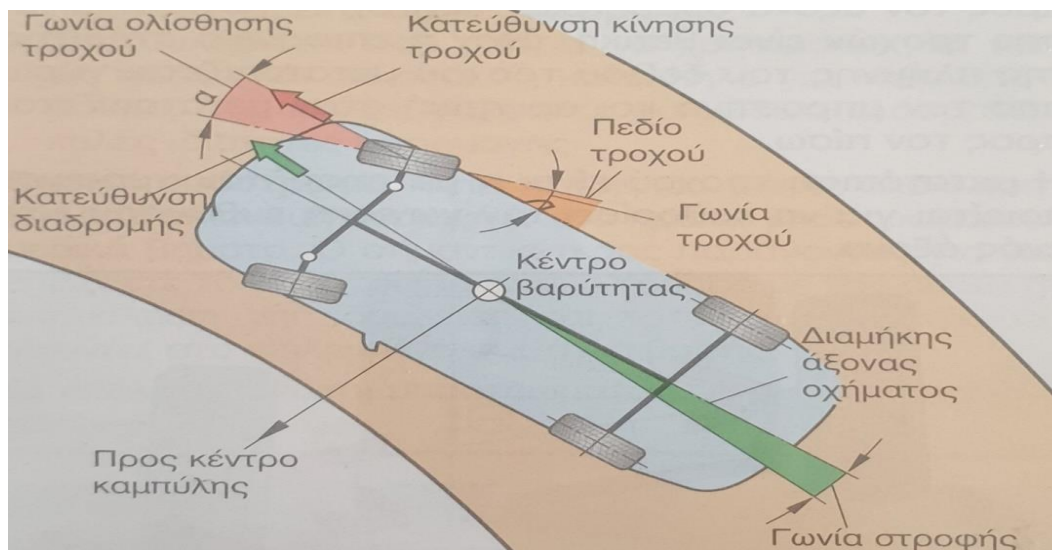 Γωνία ολίσθησης
τροχού
Κατεύθυνση κίνησης
τροχού
α
Πεδίο
τροχού
Κατεύθυνση
διαδρομής
Γωνία
τροχού
Κέντρο
βαρύτητας
Διαμήκης
άξονας
οχήματος
Προς κέντρο
καμπύλης
Γωνία στροφής